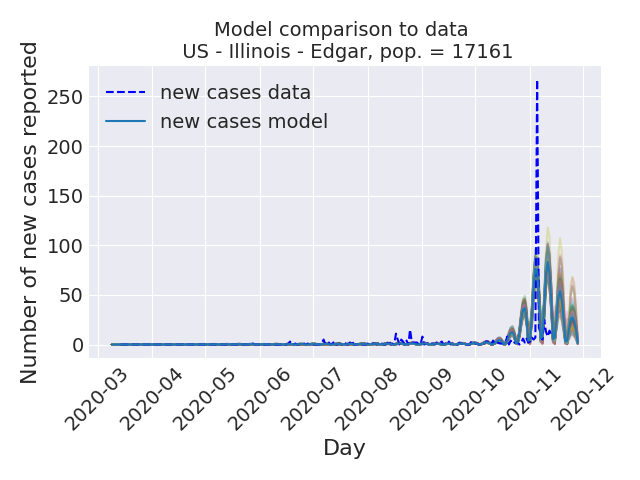 Model comparison to data
US - Illinois - Edgar, pop. = 17161
Number of new cases reported
250
200
150
100
50
0
new cases data
new cases model
2020-03
2020-04
2020-05
2020-06
2020-07
2020-08
2020-09
2020-10
2020-11
2020-12
Day